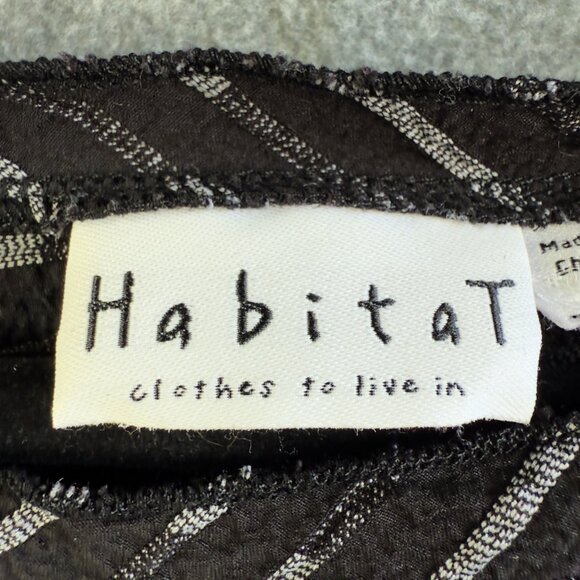 HabitaT
clothes to live in